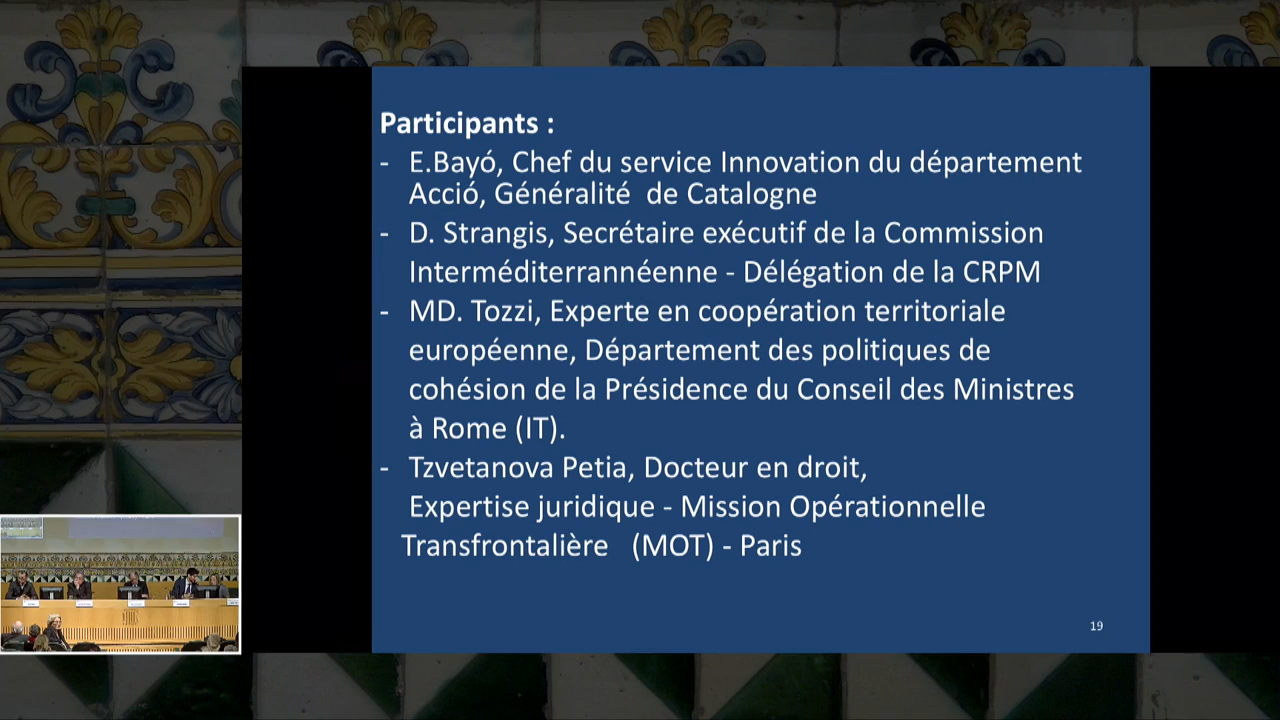 Participants :
- E.Bayó, Chef du service Innovation du département
Acció, Généralité de Catalogne
- D. Strangis, Secrétaire exécutif de la Commission
Interméditerrannéenne - Délégation de la CRPM
- MD. Tozzi, Experte en coopération territoriale
européenne, Département des politiques de
cohésion de la Présidence du Conseil des Ministres
à Rome (IT).
- Tzvetanova Petia, Docteur en droit,
Expertise juridique - Mission Opérationnelle
Transfrontalière (MOT) - Paris
19